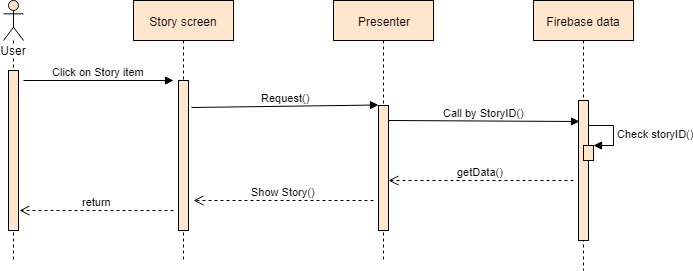 Story screen
Presenter
Firebase data
User
Click on Story item
Request()
Call by StoryID()
Check storyID()
getData()
Show Story()
return